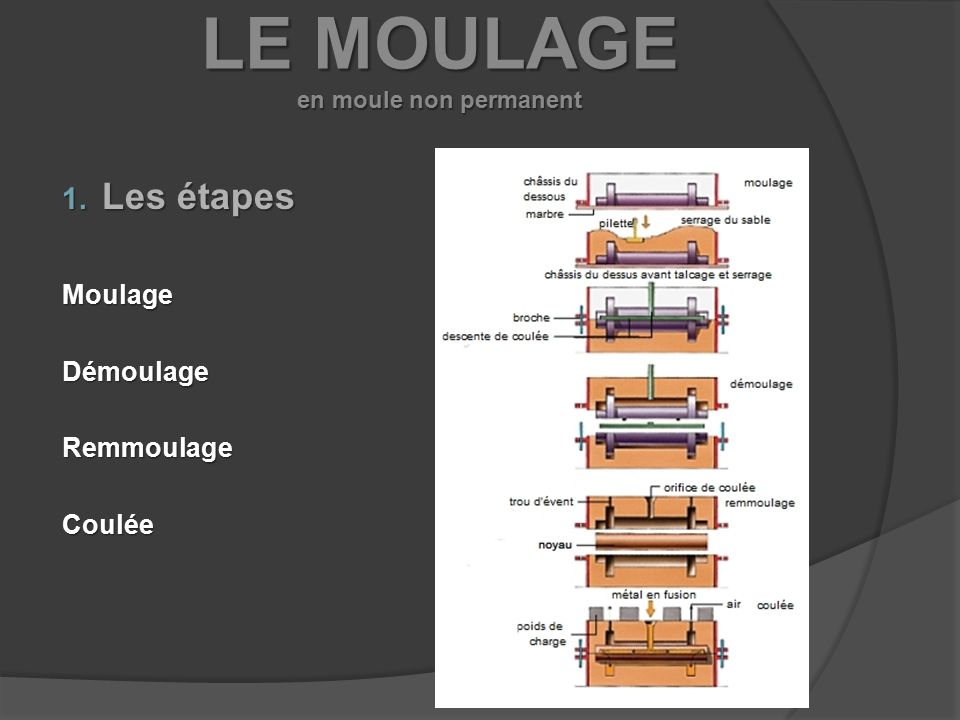 LE MOULAGE
en moule non permanent
1. Les étapes
Moulage
Démoulage
Remmoulage
Coulée
châssis du
dessous
moulage
marbre
pilette
serrage du sable
châssis du dessus avant talcage et serrage
broche
descente de coulée
démoulage
orifice de coulée
trou d'évent
remmoulage
noyau
métal en fusion
air
coulée
poids de
charge